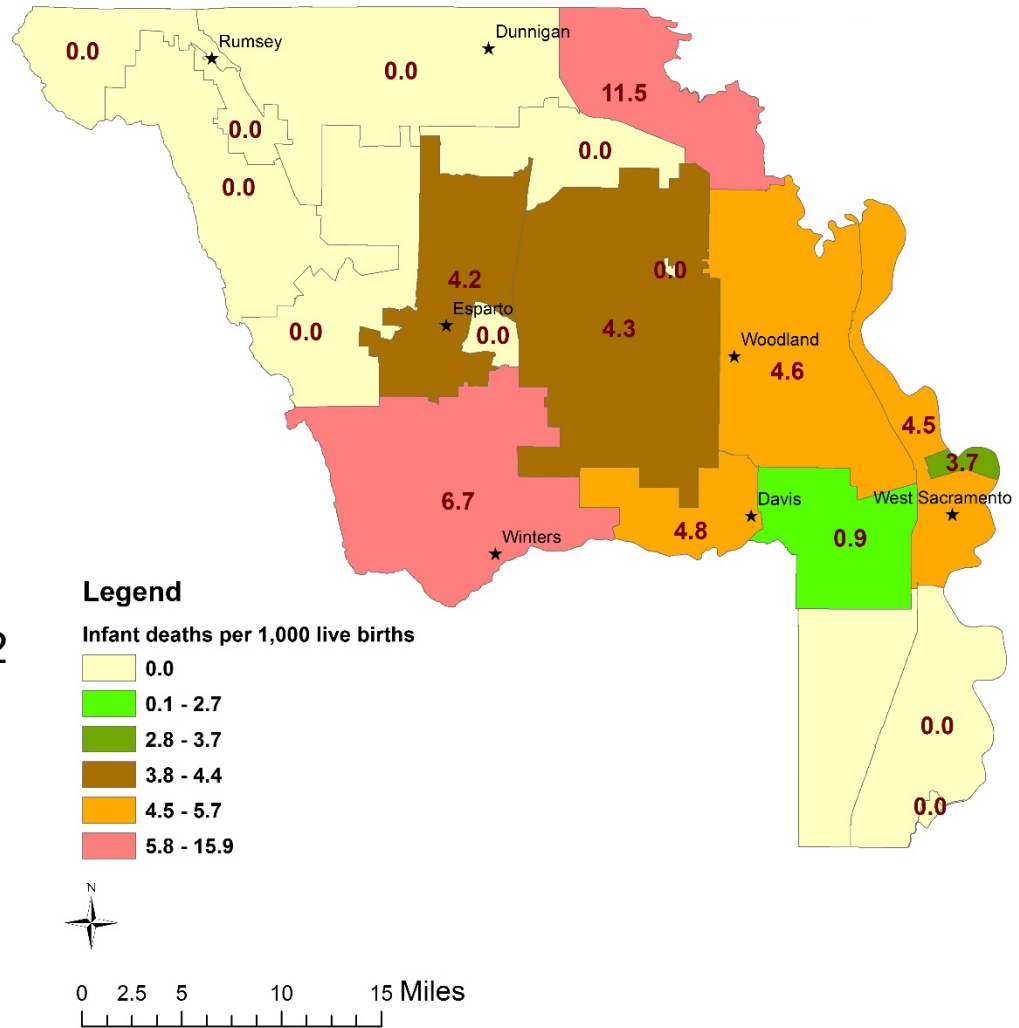 Dunnigan
Rumsey
0.0
0.0
11.5
0.0
0.0
0.0
0.0
4.2
Esparto
0.0
0.0
4.3
Woodland
4.6
4.5
3.7
West Sacramento
Davis
6.7
4.8
0.9
Winters
0.0
0.0
Legend
Infant deaths per 1,000 live births
0.0
0.1 - 2.7
2.8 - 3.7
3.8 - 4.4
4.5 - 5.7
5.8 - 15.9
2
N
0 2.5 5 10 15 Miles